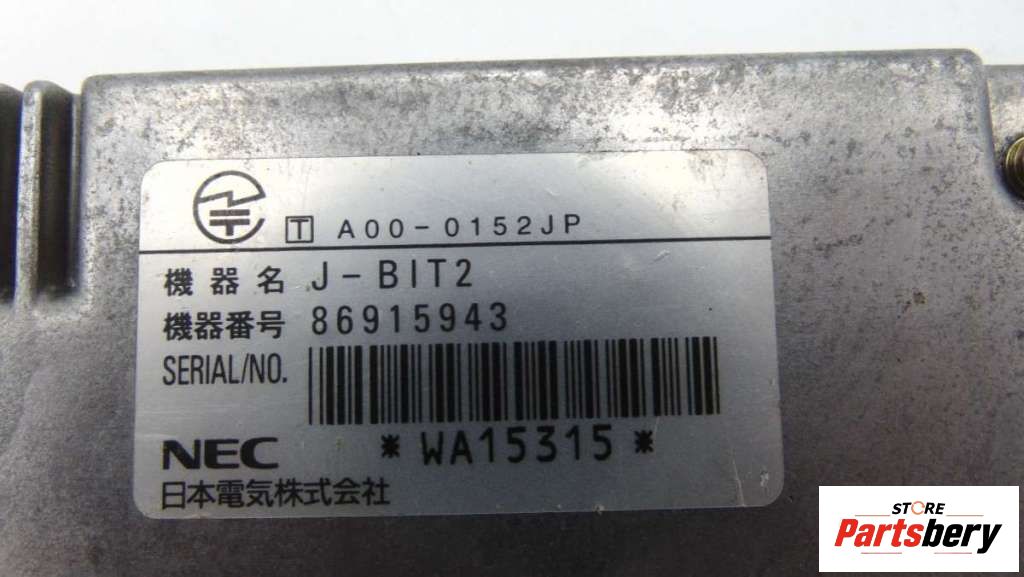 T A00-0152JP
機器名 J-BIT2
機器番号 86915943
SERIAL/NO.
*WA15315*
NEC
日本電気株式会社
STORE
Partsbery